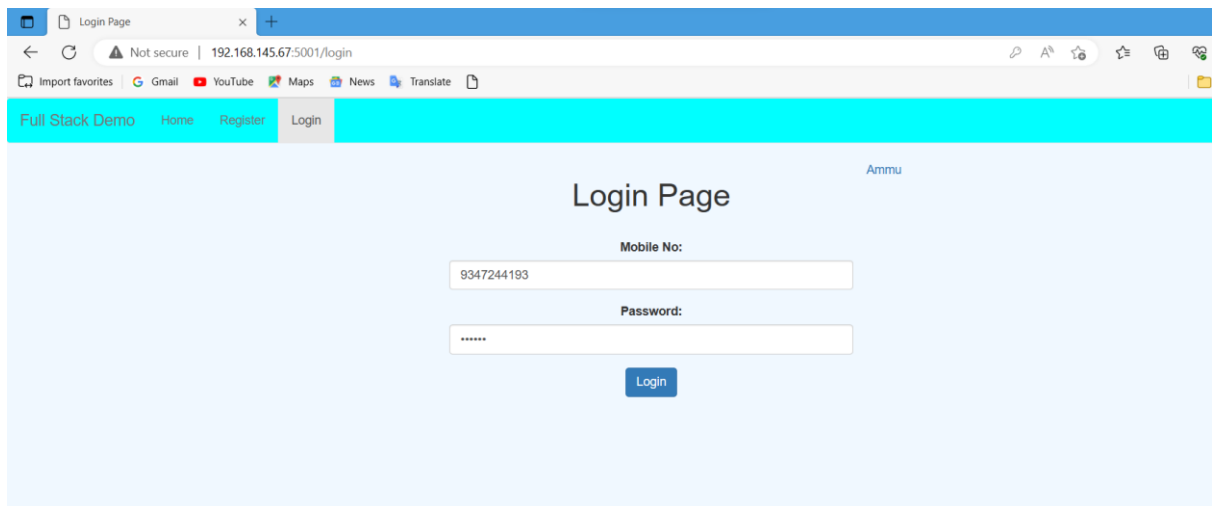 Login Page
Not secure | 192.168.145.67:5001/login
Import favorites Gmail YouTube Maps News Translate
Full Stack Demo Home Register Login
Ammu
Login Page
Mobile No:
9347244193
Password:
••••••
Login